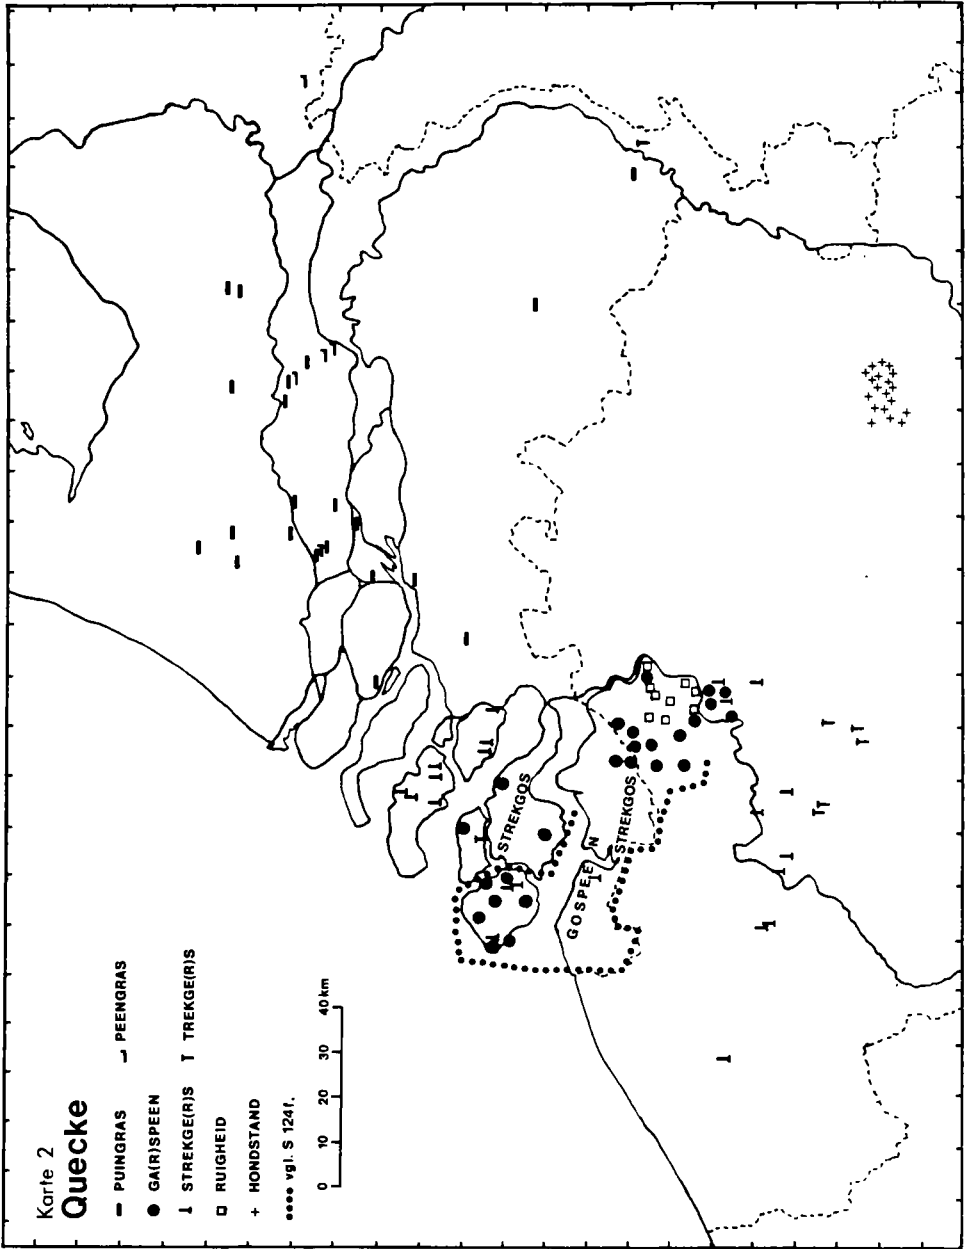 Karte 2
Quecke
PUINGRAS
PEENGRAS
GA(R)SPEEN
STREKGE(R)S
TREKGE(R)S
RUIGHEID
HONDSTAND
vgl. S 124f.
0 10 20 30 40 km
STREKGOS
STREKGOS
GOSPEEN